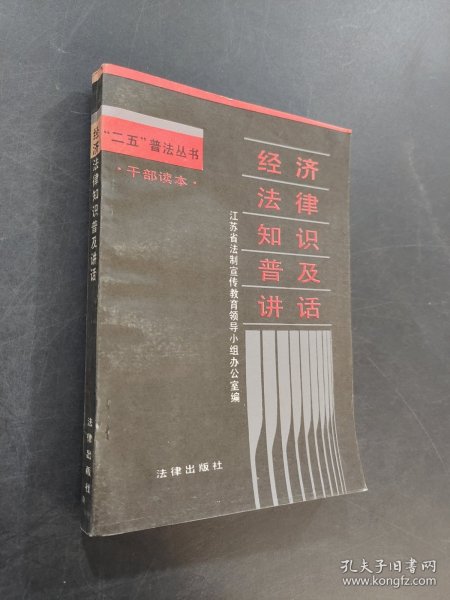 "二五"普法丛书
·干部读本·
经济
法律
知识
普及
讲话
江苏省法制宣传教育领导小组办公室编
法律出版社
经济法律知识普及讲话
法律出版社
孔夫子旧书网
www.kongfz.com